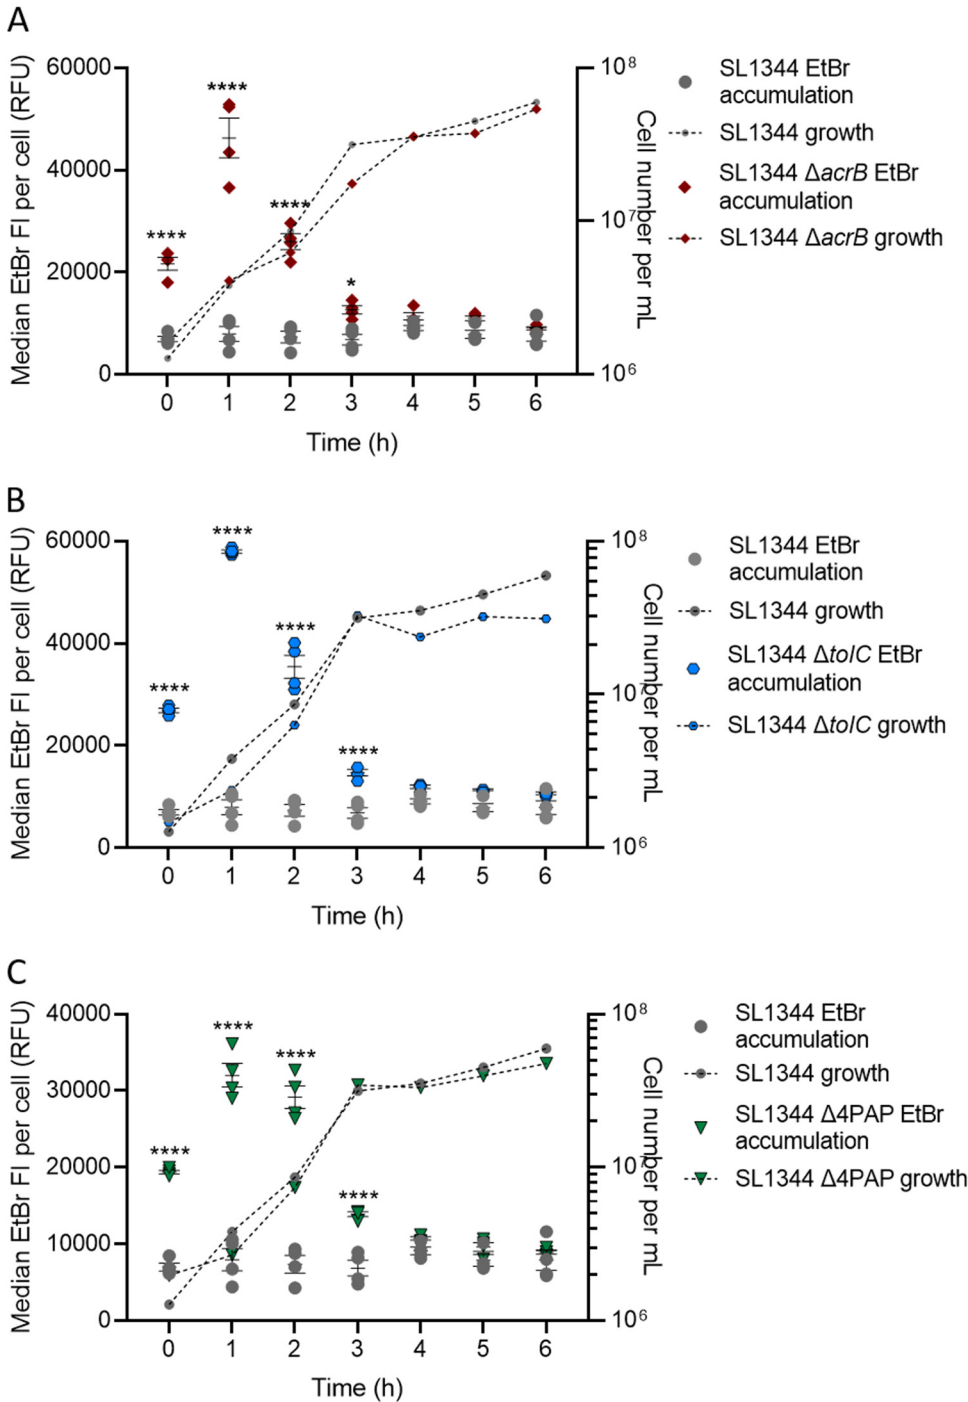 A
Median EtBr FI per cell (RFU)
60000
40000
20000
0
****
****
****
*
0 1 2 3 4 5 6
Time (h)
10⁸
10⁷
10⁶
Cell number per mL
SL1344 EtBr
accumulation
SL1344 growth
SL1344 ΔacrB EtBr
accumulation
SL1344 ΔacrB growth
B
Median EtBr FI per cell (RFU)
60000
40000
20000
0
****
****
****
****
0 1 2 3 4 5 6
Time (h)
10⁸
10⁷
10⁶
Cell number per mL
SL1344 EtBr
accumulation
SL1344 growth
SL1344 ΔtolC EtBr
accumulation
SL1344 ΔtolC growth
C
Median EtBr FI per cell (RFU)
40000
30000
20000
10000
0
****
****
****
****
0 1 2 3 4 5 6
Time (h)
10⁸
10⁷
10⁶
Cell number per mL
SL1344 EtBr
accumulation
SL1344 growth
SL1344 Δ4PAP EtBr
accumulation
SL1344 Δ4PAP growth